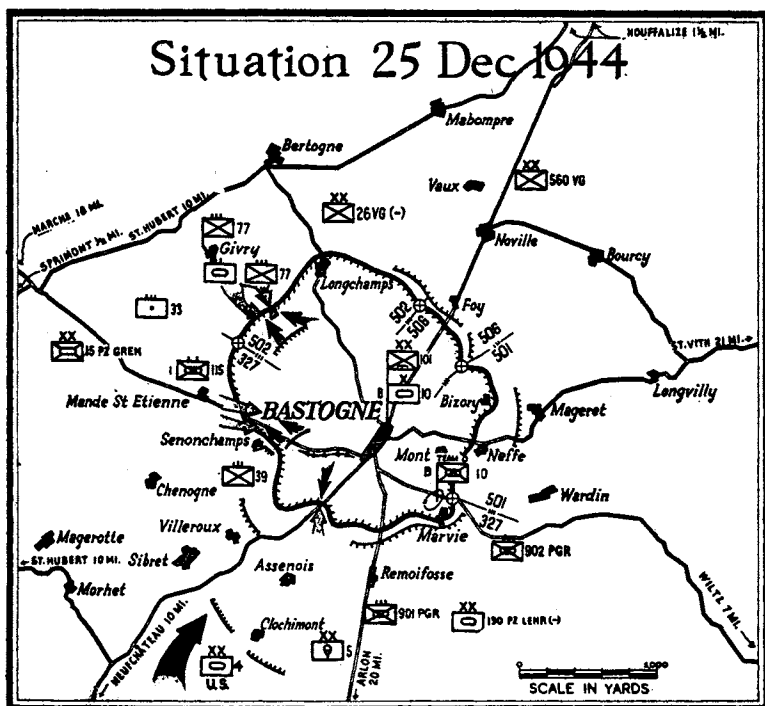 Situation 25 Dec 1944
HOUFFALIZE 1½ MI.
Mabompre
Bertogne
Vaux
XX
560 VG
XX
26 VG (-)
MARCHE 18 MI.
SPRIMONT ½ MI.
ST. HUBERT 10 MI.
77
Givry
77
Longchamps
Noville
Bourcy
Foy
502
506
506
501
33
XX
15 PZ GREN
502
327
XX
101
X
B
10
ST. VITH 21 MI.
Longvilly
I
115
Mande St Etienne
BASTOGNE
Bizory
Mageret
Senonchamps
Mont
TEAM
Neffe
B
10
39
Chenogne
501
327
Wardin
Villeroux
Marvie
Magerotte
902 PGR
ST. HUBERT 10 MI.
Sibret
Assenois
Remoifosse
Morhet
WILTZ 7 MI.
901 PGR
XX
130 PZ LEHR (-)
Clochimont
XX
5
XX
4
U.S.
NEUFCHÂTEAU 10 MI.
ARLON
20 MI.
SCALE IN YARDS